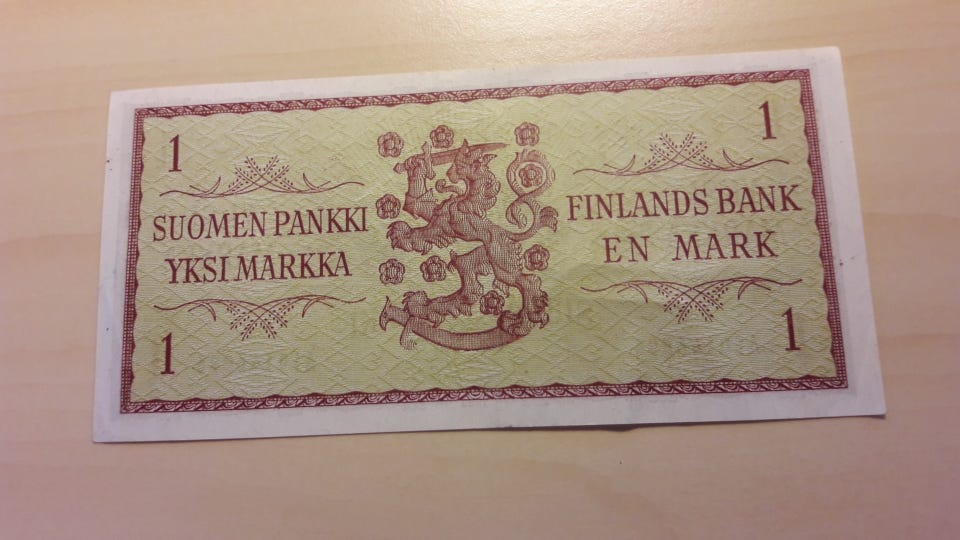 1
1
SUOMEN PANKKI
YKSI MARKKA
FINLANDS BANK
EN MARK
1
1